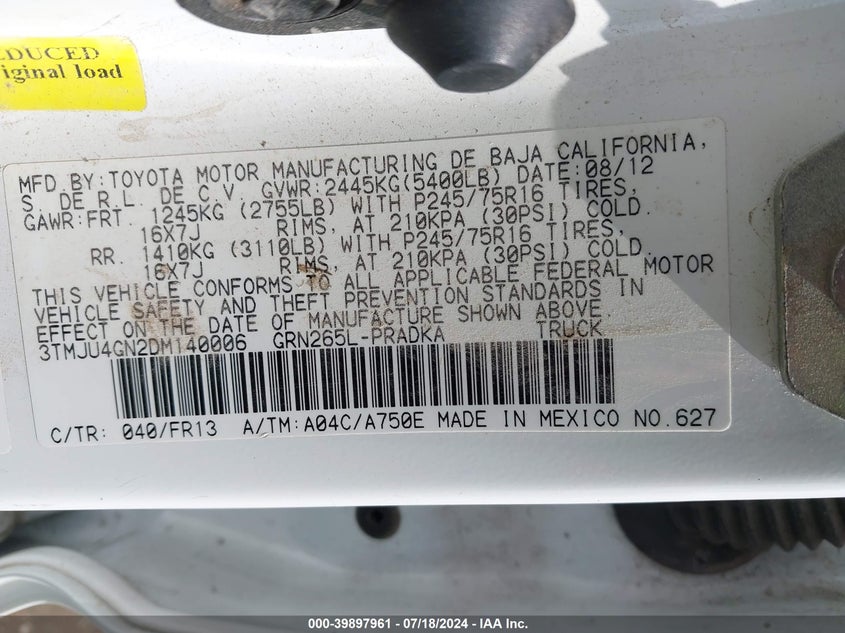 EDUCED
riginal load
MFD.BY:TOYOTA MOTOR MANUFACTURING DE BAJA CALIFORNIA,
S. DE R.L. DE C.V. GVWR:2445KG(5400LB) DATE:08/12
GAWR:FRT. 1245KG (2755LB) WITH P245/75R16 TIRES,
16X7J RIMS, AT 210KPA (30PSI) COLD.
RR. 1410KG (3110LB) WITH P245/75R16 TIRES,
16X7J RIMS, AT 210KPA (30PSI) COLD.
THIS VEHICLE CONFORMS TO ALL APPLICABLE FEDERAL MOTOR
VEHICLE SAFETY AND THEFT PREVENTION STANDARDS IN
EFFECT ON THE DATE OF MANUFACTURE SHOWN ABOVE.
3TMJU4GN2DM140006 GRN265L-PRADKA TRUCK
C/TR: 040/FR13 A/TM:A04C/A750E MADE IN MEXICO NO.627
000-39897961 - 07/18/2024 - IAA Inc.